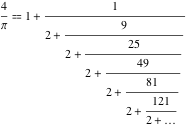 4/π == 1 + 1/(2 + 9/(2 + 25/(2 + 49/(2 + 81/(2 + 121/(2 + …))))))